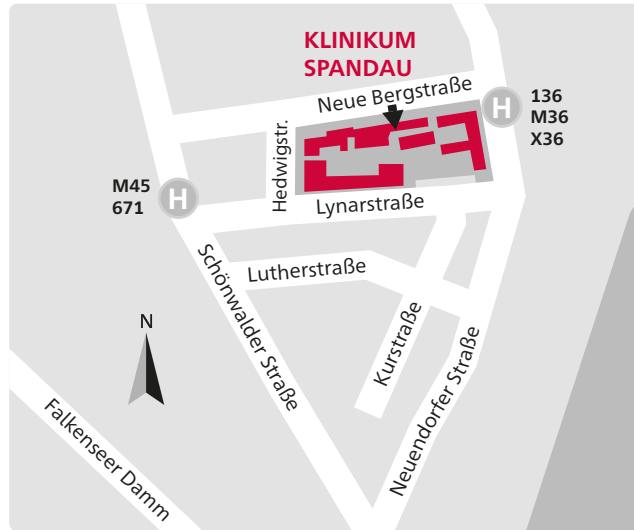 KLINIKUM
SPANDAU
Neue Bergstraße
H
136
M36
X36
Hedwigstr.
M45
671
H
Lynarstraße
Schönwalder Straße
Lutherstraße
Kurstraße
Neuendorfer Straße
N
Falkenseer Damm